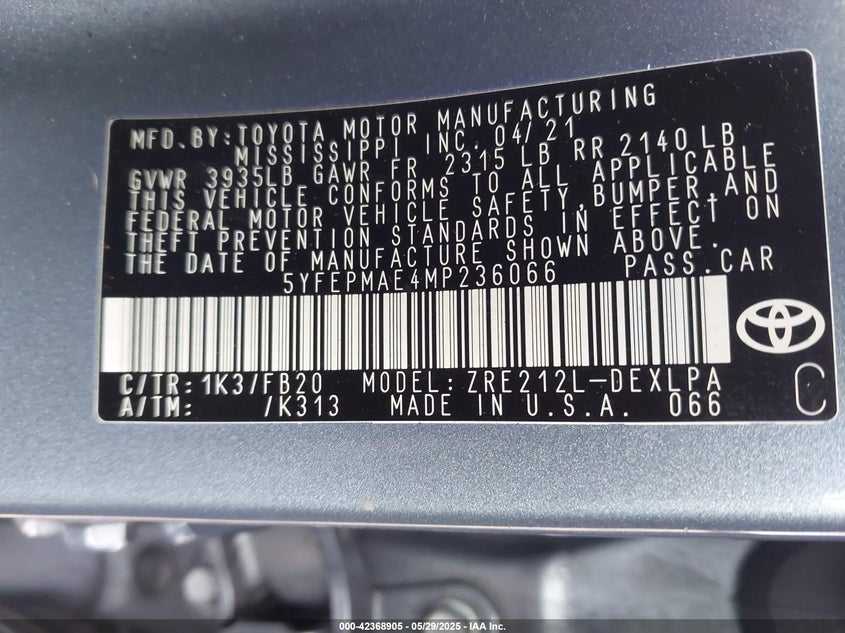 MFD.BY:TOYOTA MOTOR MANUFACTURING
MISSISSIPPI INC. 04/21
GVWR 3935LB GAWR FR 2315 LB RR 2140 LB
THIS VEHICLE CONFORMS TO ALL APPLICABLE
FEDERAL MOTOR VEHICLE SAFETY,BUMPER,AND
THEFT PREVENTION STANDARDS IN EFFECT ON
THE DATE OF MANUFACTURE SHOWN ABOVE.
5YFEPMAE4MP236066 PASS.CAR
C/TR: 1K3/FB20 MODEL: ZRE212L-DEXLPA
A/TM: /K313 MADE IN U.S.A. 066
C
000-42368905 - 05/29/2025 - IAA Inc.